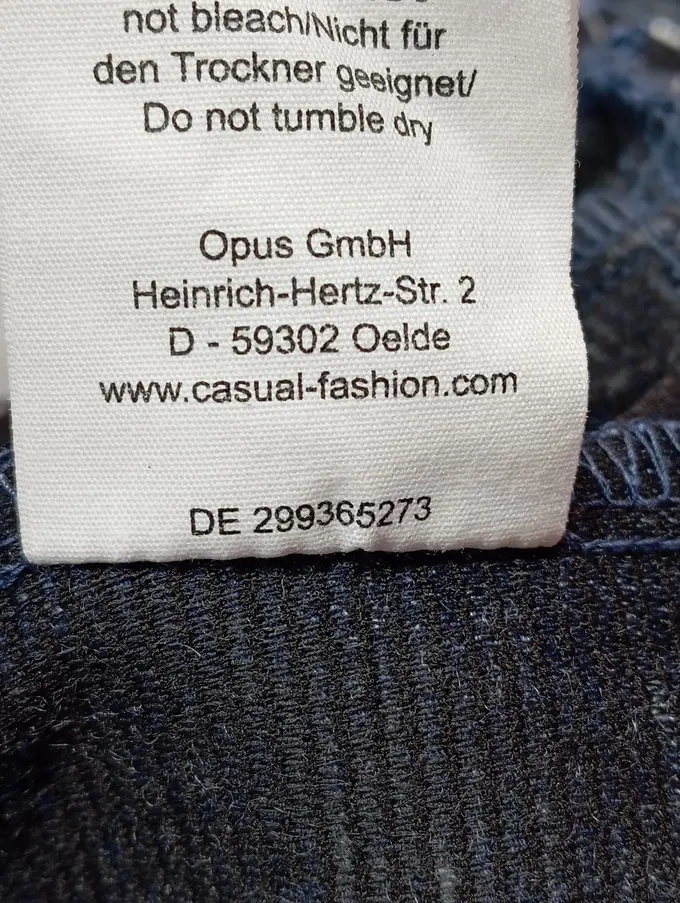 not bleach/Nicht für
den Trockner geeignet/
Do not tumble dry
Opus GmbH
Heinrich-Hertz-Str. 2
D - 59302 Oelde
www.casual-fashion.com
DE 299365273